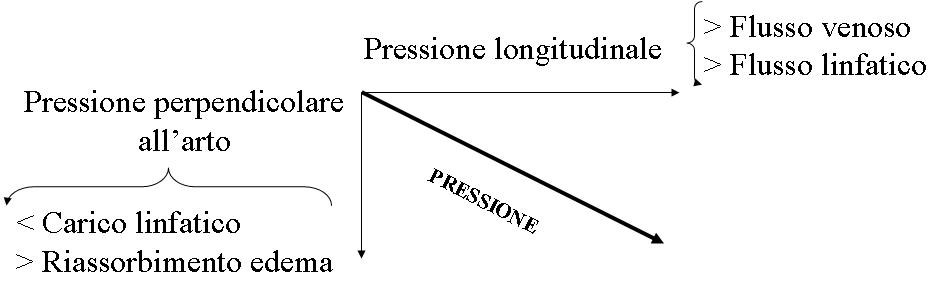 Pressione longitudinale
> Flusso venoso
> Flusso linfatico
Pressione perpendicolare
all’arto
< Carico linfatico
> Riassorbimento edema
PRESSIONE